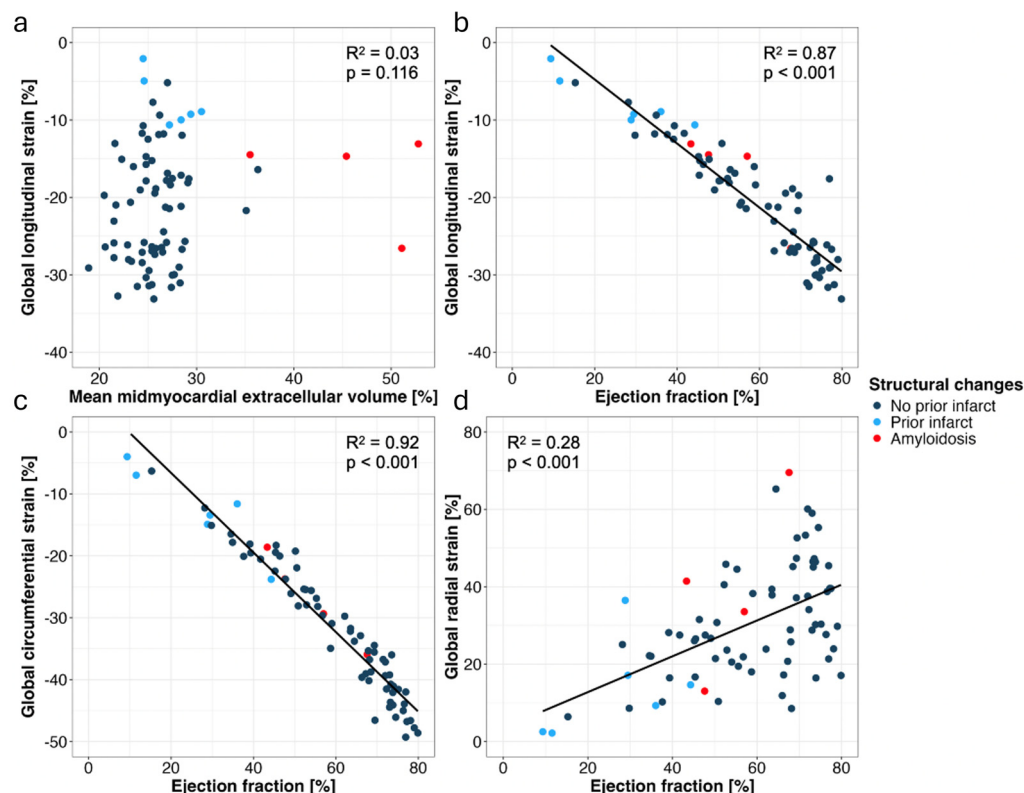 a
R² = 0.03
p = 0.116
Global longitudinal strain [%]
0
-10
-20
-30
-40
20
30
40
50
Mean midmyocardial extracellular volume [%]
b
R² = 0.87
p < 0.001
Global longitudinal strain [%]
0
-10
-20
-30
-40
0
20
40
60
80
Ejection fraction [%]
Structural changes
No prior infarct
Prior infarct
Amyloidosis
c
R² = 0.92
p < 0.001
Global circumferential strain [%]
0
-10
-20
-30
-40
-50
0
20
40
60
80
Ejection fraction [%]
d
R² = 0.28
p < 0.001
Global radial strain [%]
80
60
40
20
0
0
20
40
60
80
Ejection fraction [%]